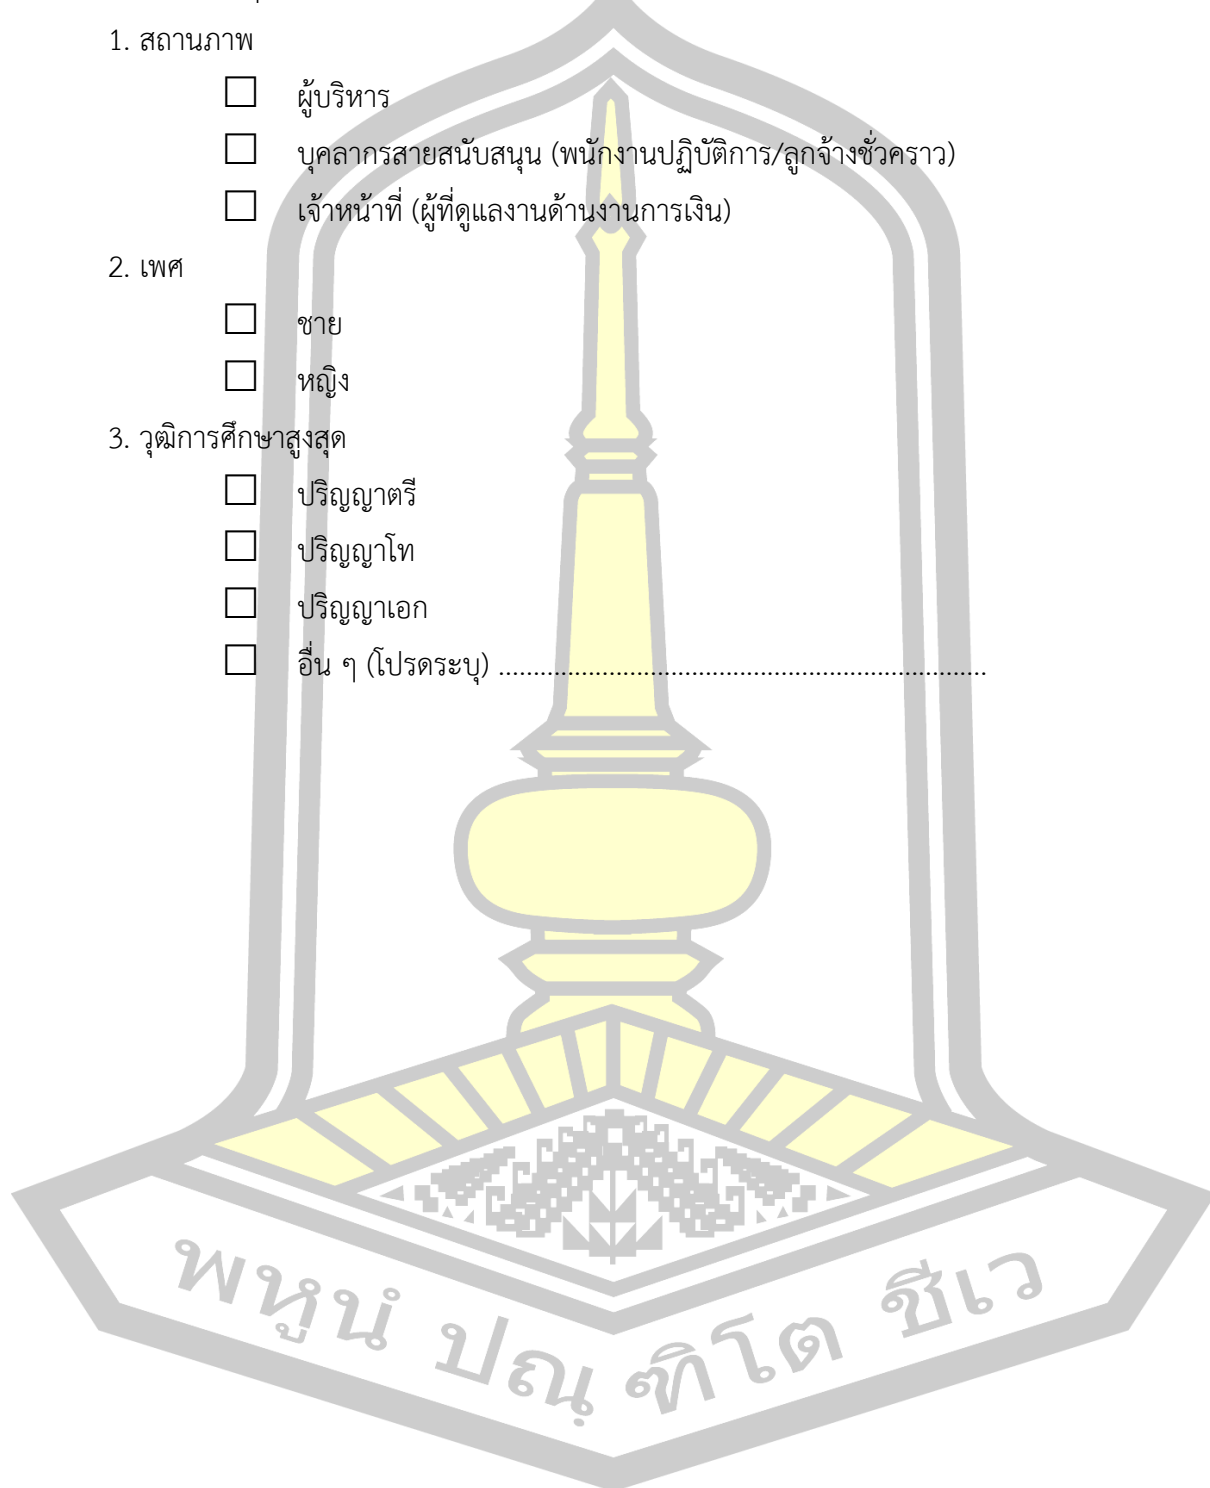 1. สถานภาพ
☐ ผู้บริหาร
☐ บุคลากรสายสนับสนุน (พนักงานปฏิบัติการ/ลูกจ้างชั่วคราว)
☐ เจ้าหน้าที่ (ผู้ที่ดูแลงานด้านงานการเงิน)
2. เพศ
☐ ชาย
☐ หญิง
3. วุฒิการศึกษาสูงสุด
☐ ปริญญาตรี
☐ ปริญญาโท
☐ ปริญญาเอก
☐ อื่น ๆ (โปรดระบุ) .......................................................................
พหูนํ ปณฺฑิโต ชีเว